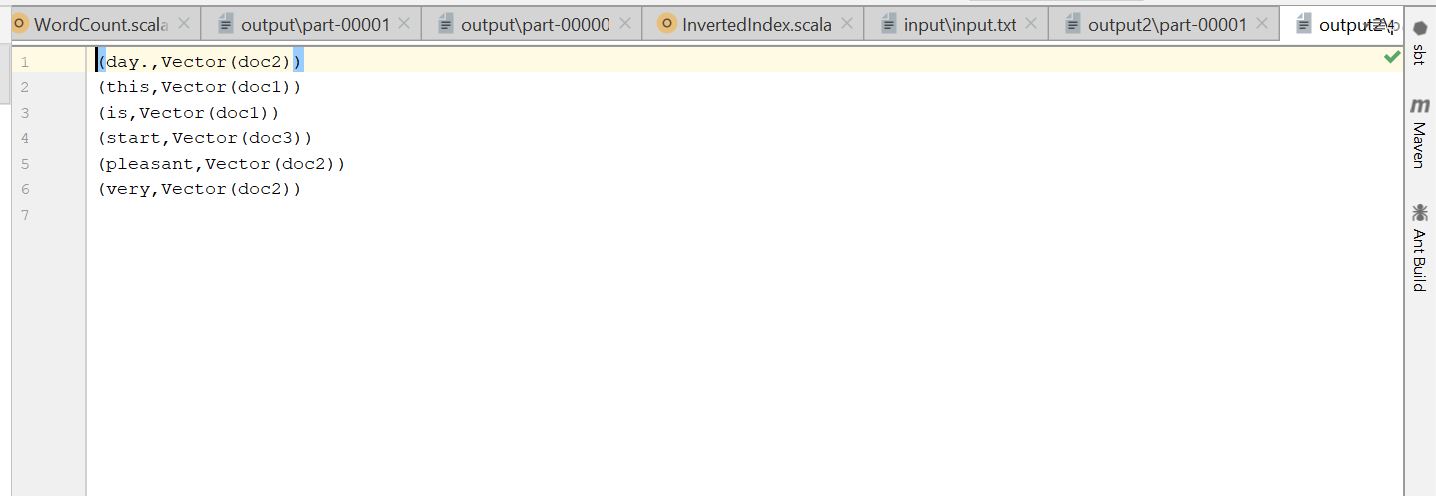 WordCount.scala
output\part-00001
output\part-00000
InvertedIndex.scala
input\input.txt
output2\part-00001
sbt
1 (day.,Vector(doc2))
2 (this,Vector(doc1))
3 (is,Vector(doc1))
4 (start,Vector(doc3))
5 (pleasant,Vector(doc2))
6 (very,Vector(doc2))
7
Maven
Ant Build